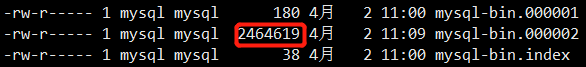 -rw-r----- 1 mysql mysql 180 4月 2 11:00 mysql-bin.000001
-rw-r----- 1 mysql mysql 2464619 4月 2 11:09 mysql-bin.000002
-rw-r----- 1 mysql mysql 38 4月 2 11:00 mysql-bin.index